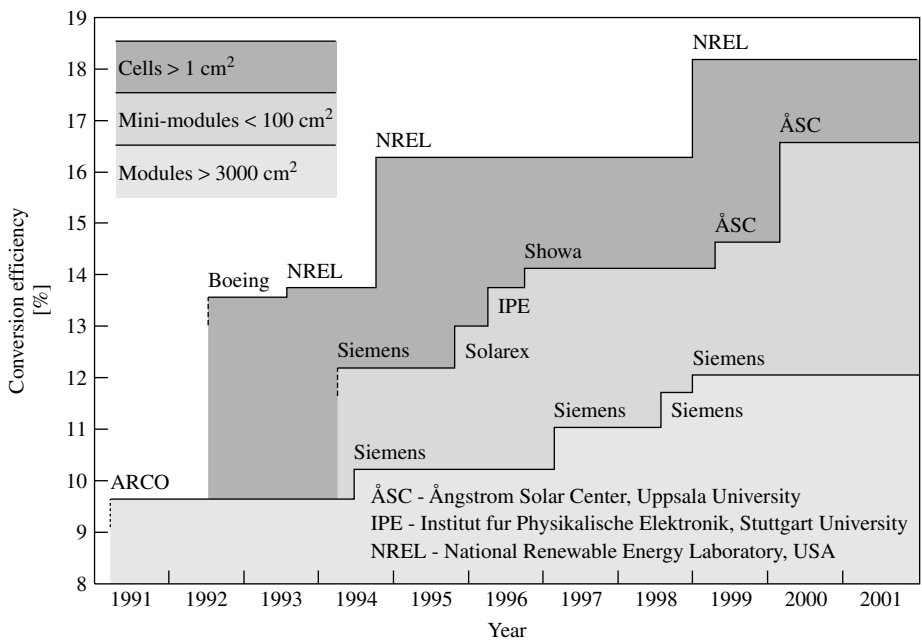 19
18
17
16
15
14
13
12
11
10
9
8
Conversion efficiency
[%]
Cells > 1 cm²
Mini-modules < 100 cm²
Modules > 3000 cm²
NREL
NREL
ÅSC
ÅSC
Boeing
NREL
Showa
IPE
Siemens
Solarex
Siemens
Siemens
Siemens
Siemens
ARCO
ÅSC - Ångstrom Solar Center, Uppsala University
IPE - Institut fur Physikalische Elektronik, Stuttgart University
NREL - National Renewable Energy Laboratory, USA
1991 1992 1993 1994 1995 1996 1997 1998 1999 2000 2001
Year